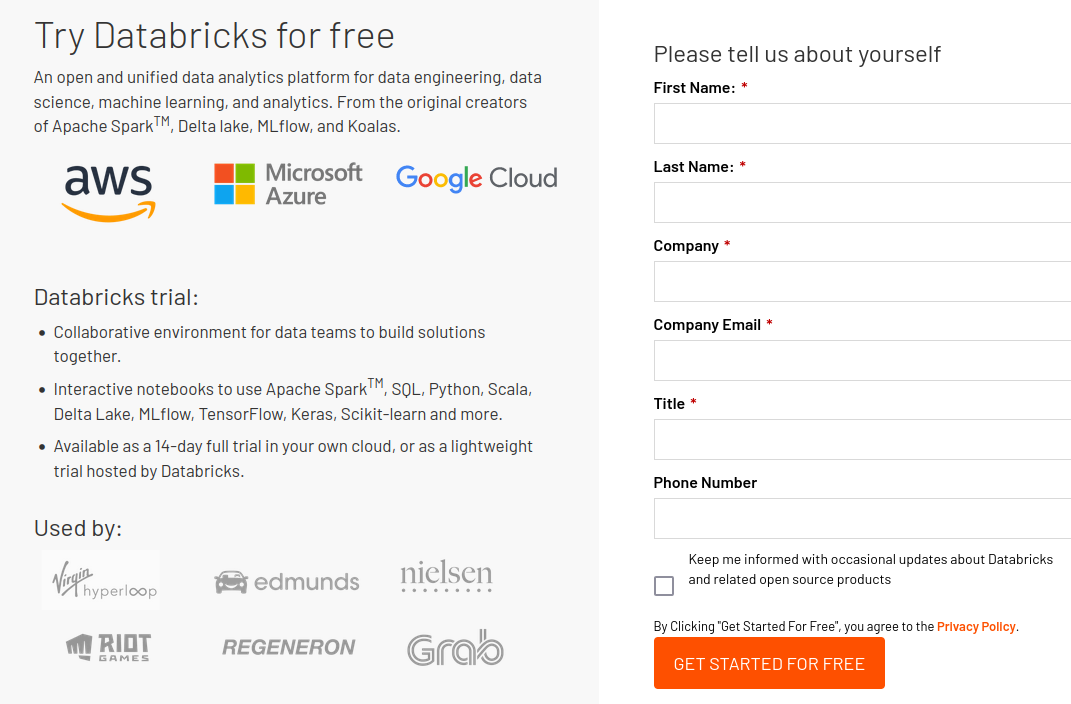 Try Databricks for free
An open and unified data analytics platform for data engineering, data
science, machine learning, and analytics. From the original creators
of Apache Spark™, Delta lake, MLflow, and Koalas.
aws
Microsoft
Azure
Google Cloud
Databricks trial:
• Collaborative environment for data teams to build solutions
together.
• Interactive notebooks to use Apache Spark™, SQL, Python, Scala,
Delta Lake, MLflow, TensorFlow, Keras, Scikit-learn and more.
• Available as a 14-day full trial in your own cloud, or as a lightweight
trial hosted by Databricks.
Used by:
Virgin
hyperloop
edmunds
nielsen
RIOT
GAMES
REGENERON
Grab
Please tell us about yourself
First Name: *
Last Name: *
Company *
Company Email *
Title *
Phone Number
Keep me informed with occasional updates about Databricks
and related open source products
By Clicking "Get Started For Free", you agree to the Privacy Policy.
GET STARTED FOR FREE